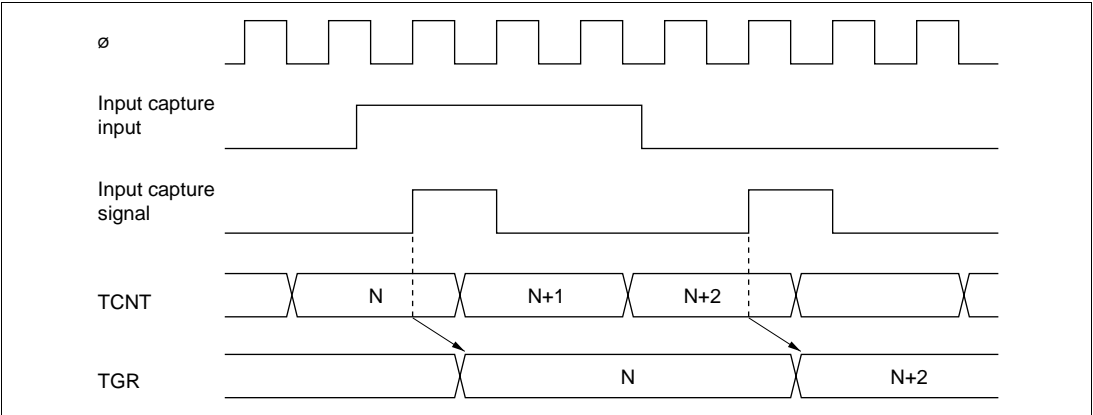 ø
Input capture
input
Input capture
signal
TCNT N N+1 N+2
TGR N N+2